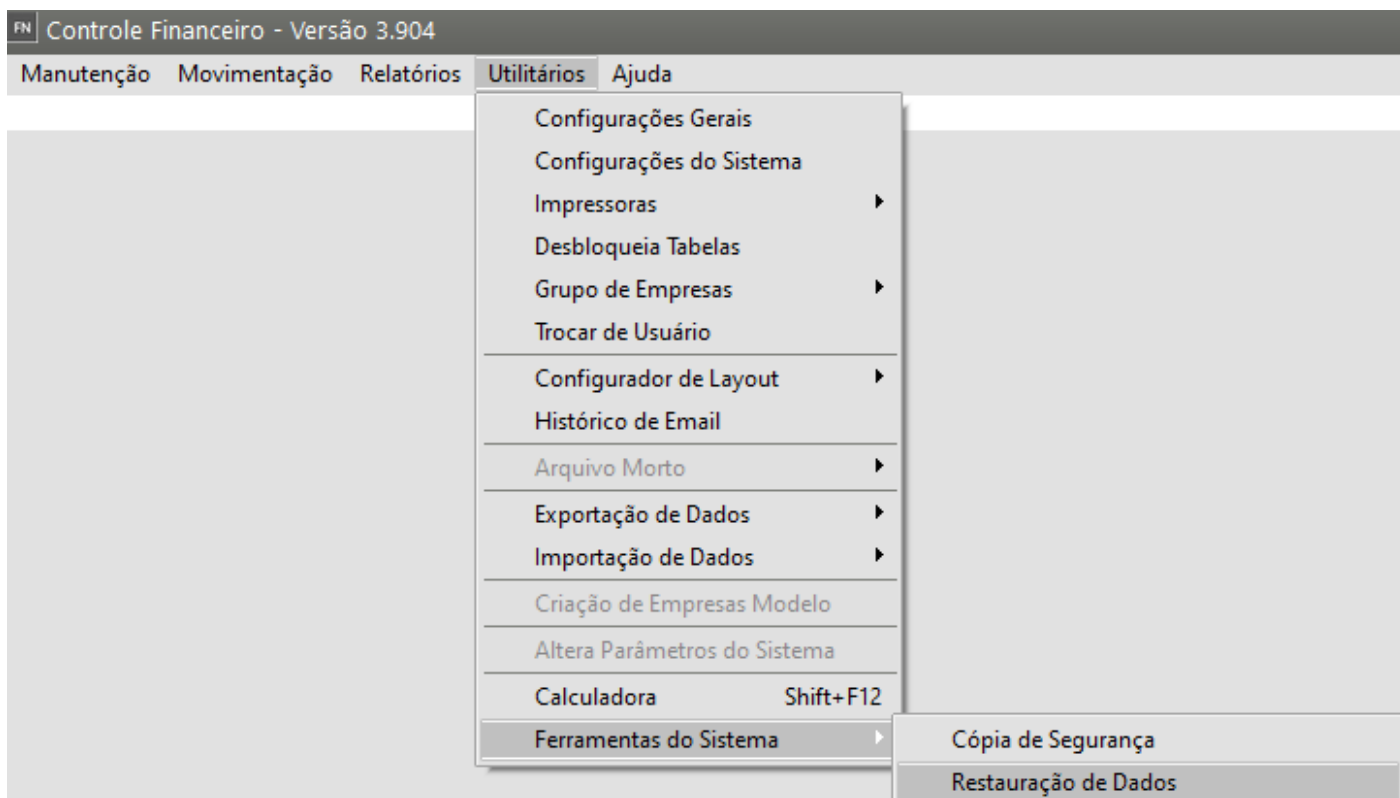 FN Controle Financeiro - Versão 3.904
Manutenção Movimentação Relatórios Utilitários Ajuda
Configurações Gerais
Configurações do Sistema
Impressoras
Desbloqueia Tabelas
Grupo de Empresas
Trocar de Usuário
Configurador de Layout
Histórico de Email
Arquivo Morto
Exportação de Dados
Importação de Dados
Criação de Empresas Modelo
Altera Parâmetros do Sistema
Calculadora Shift+F12
Ferramentas do Sistema
Cópia de Segurança
Restauração de Dados